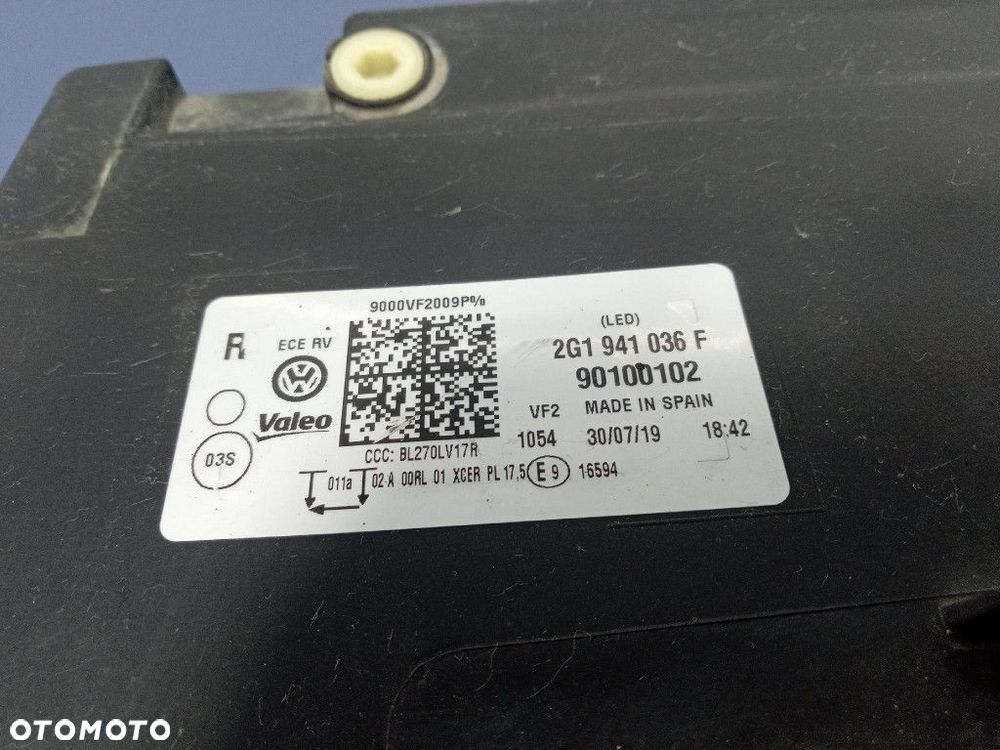 9000VF2009P%
R
ECE RV
(LED)
2G1 941 036 F
90100102
Valeo
VF2 MADE IN SPAIN
03S
1054 30/07/19 18:42
CCC: BL270LV17R
011a 02 A 00RL 01 XCER PL 17,5 E 9 16594
OTOMOTO